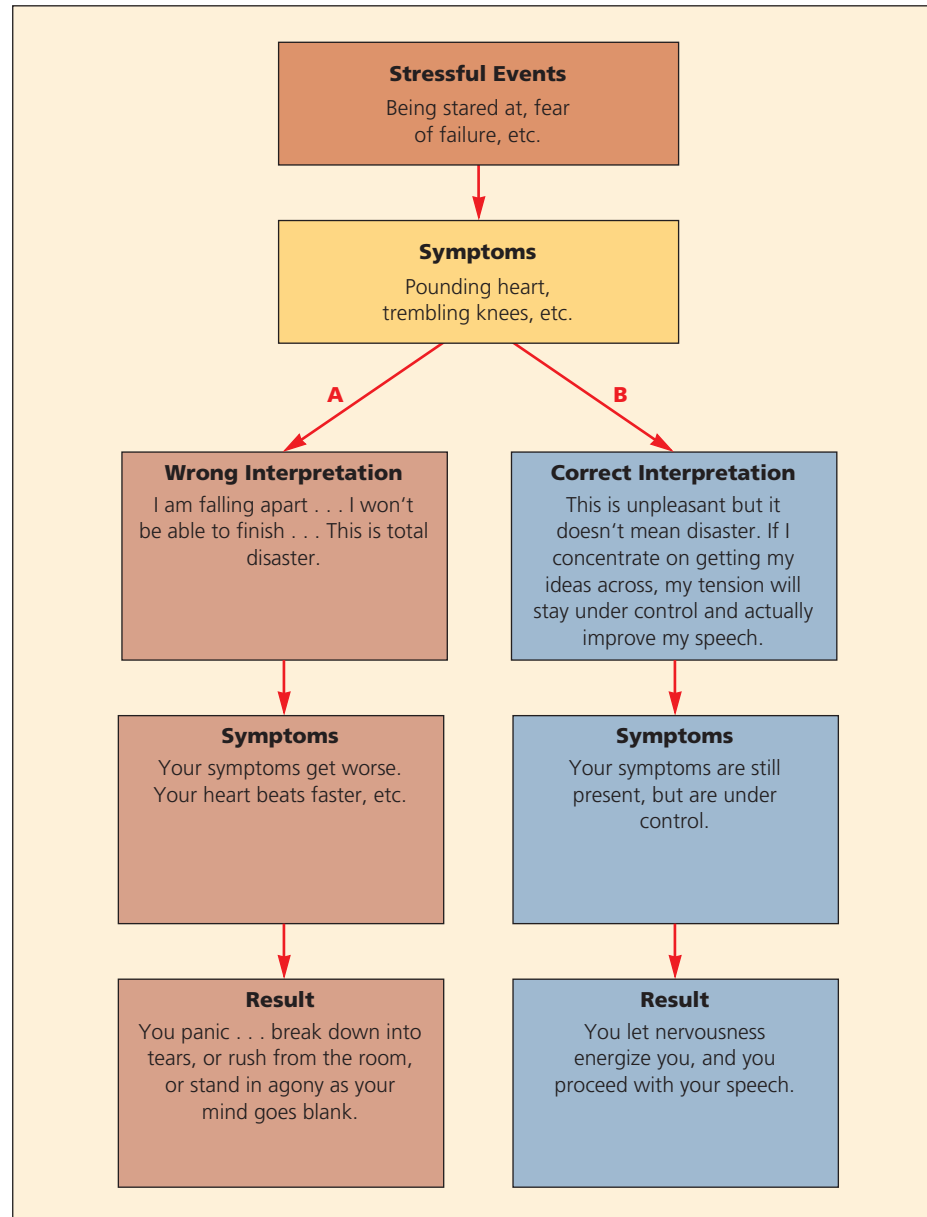 Stressful Events
Being stared at, fear
of failure, etc.
Symptoms
Pounding heart,
trembling knees, etc.
A
B
Wrong Interpretation
I am falling apart . . . I won't
be able to finish . . . This is total
disaster.
Correct Interpretation
This is unpleasant but it
doesn't mean disaster. If I
concentrate on getting my
ideas across, my tension will
stay under control and actually
improve my speech.
Symptoms
Your symptoms get worse.
Your heart beats faster, etc.
Symptoms
Your symptoms are still
present, but are under
control.
Result
You panic . . . break down into
tears, or rush from the room,
or stand in agony as your
mind goes blank.
Result
You let nervousness
energize you, and you
proceed with your speech.